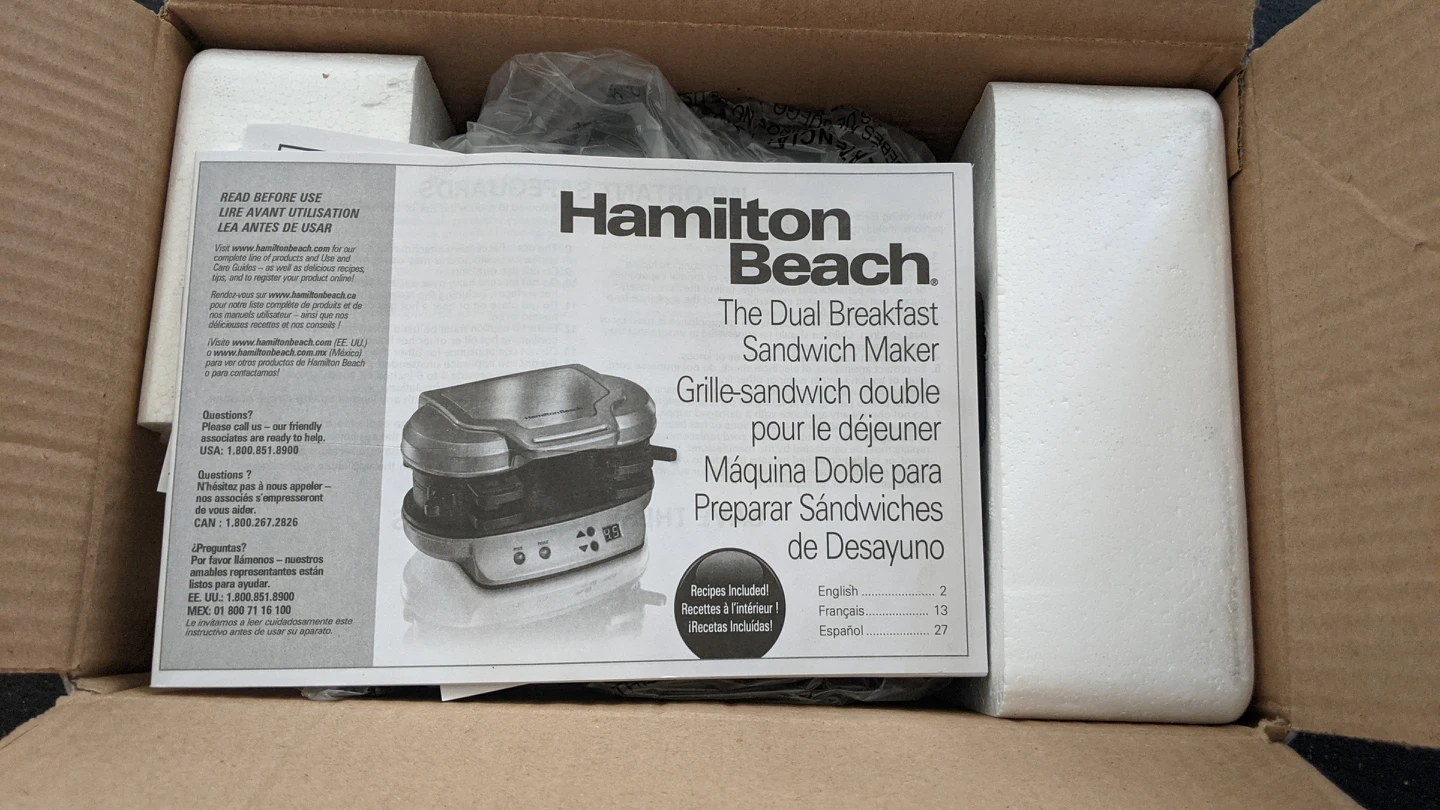 READ BEFORE USE
LIRE AVANT UTILISATION
LEA ANTES DE USAR
Visit www.hamiltonbeach.com for our
complete line of products and Use and
Care Guides – as well as delicious recipes,
tips, and to register your product online!
Rendez-vous sur www.hamiltonbeach.ca
pour notre liste complète de produits et de
nos manuels utilisateur – ainsi que nos
délicieuses recettes et nos conseils !
¡Visite www.hamiltonbeach.com (EE. UU.)
o www.hamiltonbeach.com.mx (México)
para ver otros productos de Hamilton Beach
o para contactarnos!
Questions?
Please call us – our friendly
associates are ready to help.
USA: 1.800.851.8900
Questions ?
N'hésitez pas à nous appeler –
nos associés s'empresseront
de vous aider.
CAN : 1.800.267.2826
¿Preguntas?
Por favor llámenos – nuestros
amables representantes están
listos para ayudar.
EE. UU.: 1.800.851.8900
MEX: 01 800 71 16 100
Le invitamos a leer cuidadosamente este
instructivo antes de usar su aparato.
Hamilton
Beach®
The Dual Breakfast
Sandwich Maker
Grille-sandwich double
pour le déjeuner
Máquina Doble para
Preparar Sándwiches
de Desayuno
Hamilton Beach
Recipes Included!
Recettes à l'intérieur !
¡Recetas Incluídas!
English ...................... 2
Français.................... 13
Español ................... 27